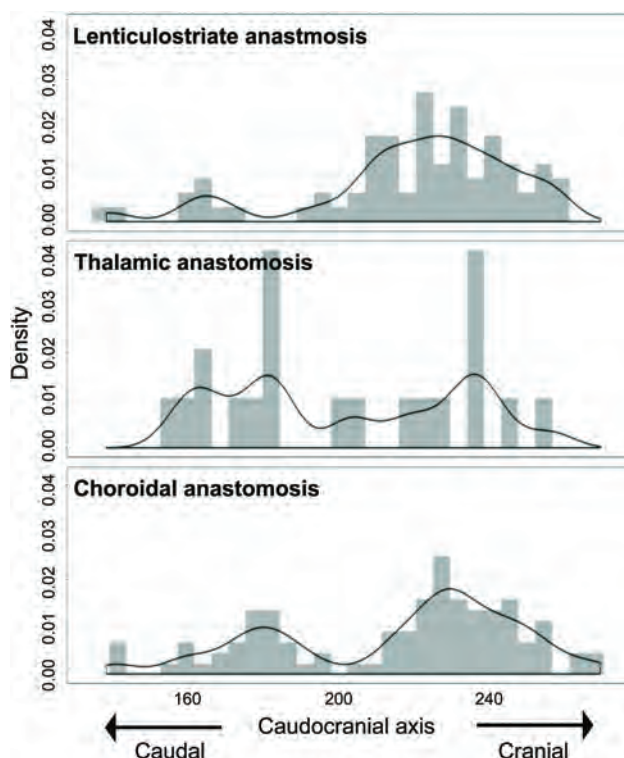 Lenticulostriate anastmosis
0.00 0.01 0.02 0.03 0.04
Thalamic anastomosis
0.00 0.01 0.02 0.03 0.04
Density
Choroidal anastomosis
0.00 0.01 0.02 0.03 0.04
160 200 240
Caudocranial axis
Caudal Cranial